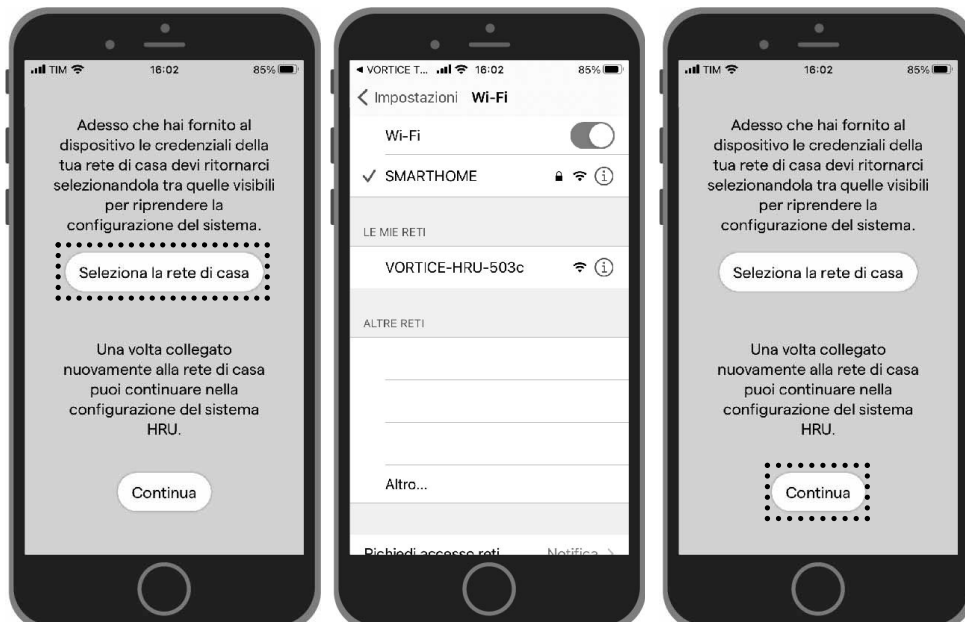 TIM 16:02 85%
Adesso che hai fornito al
dispositivo le credenziali della
tua rete di casa devi ritornarci
selezionandola tra quelle visibili
per riprendere la
configurazione del sistema.
Seleziona la rete di casa
Una volta collegato
nuovamente alla rete di casa
puoi continuare nella
configurazione del sistema
HRU.
Continua
VORTICE T... 16:02 85%
Impostazioni Wi-Fi
Wi-Fi
SMARTHOME
LE MIE RETI
VORTICE-HRU-503c
ALTRE RETI
Altro...
Richiedi accesso reti Notifica
TIM 16:02 85%
Adesso che hai fornito al
dispositivo le credenziali della
tua rete di casa devi ritornarci
selezionandola tra quelle visibili
per riprendere la
configurazione del sistema.
Seleziona la rete di casa
Una volta collegato
nuovamente alla rete di casa
puoi continuare nella
configurazione del sistema
HRU.
Continua